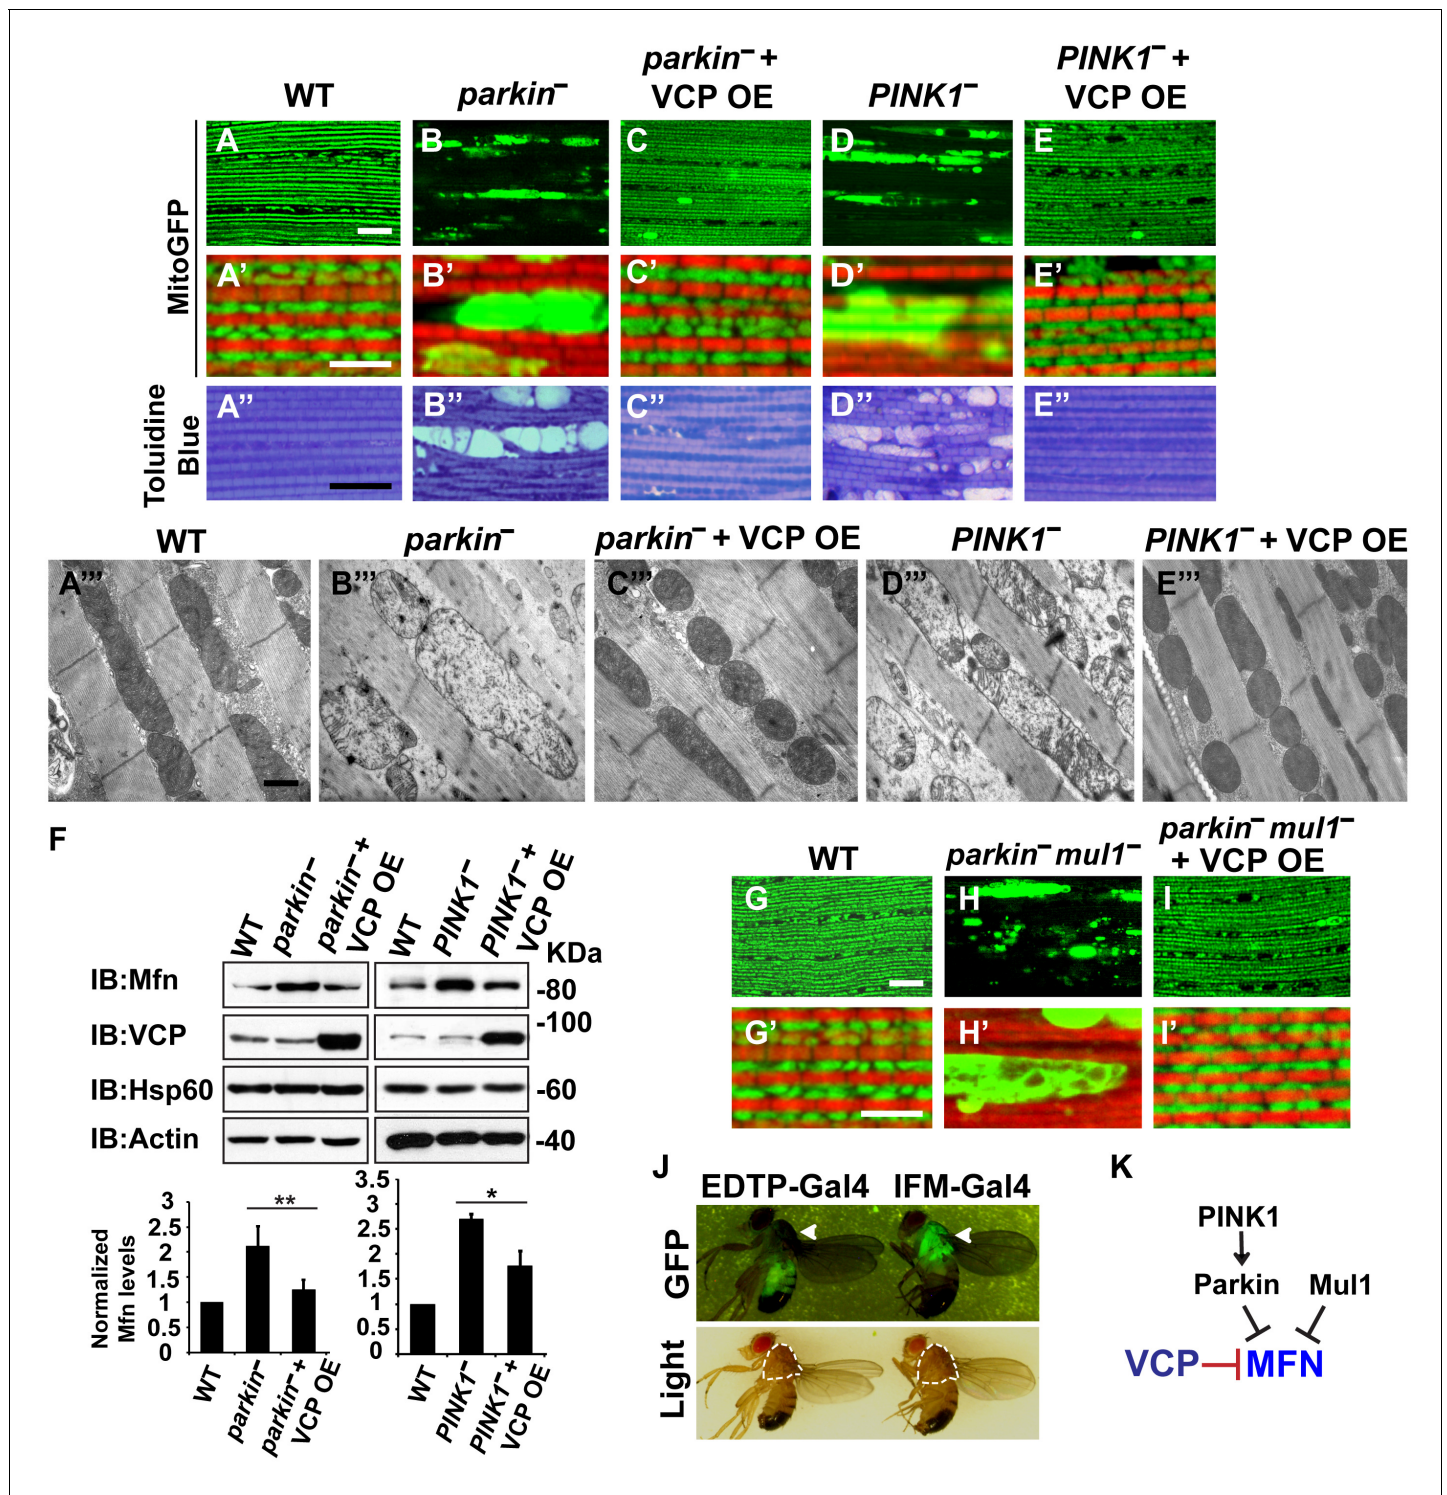 parkin⁻ + PINK1⁻ +
WT parkin⁻ VCP OE PINK1⁻ VCP OE
MitoGFP
A B C D E
A’ B’ C’ D’ E’
Toluidine
Blue
A’’ B’’ C’’ D’’ E’’
WT parkin⁻ parkin⁻ + VCP OE PINK1⁻ PINK1⁻ + VCP OE
A’’’ B’’’ C’’’ D’’’ E’’’
F
WT
parkin⁻
parkin⁻ +
VCP OE
WT
PINK1⁻
PINK1⁻ +
VCP OE
KDa
IB:Mfn -80
-100
IB:VCP
IB:Hsp60 -60
IB:Actin -40
Normalized
Mfn levels
3
2.5
2
1.5
1
0.5
0
**
WT
parkin⁻
parkin⁻ +
VCP OE
3.5
3
2.5
2
1.5
1
0.5
0
*
WT
PINK1⁻
PINK1⁻ +
VCP OE
parkin⁻ mul1⁻
WT parkin⁻ mul1⁻ + VCP OE
G H I
G’ H’ I’
J
EDTP-Gal4 IFM-Gal4
GFP
Light
K
PINK1
Parkin Mul1
VCP MFN